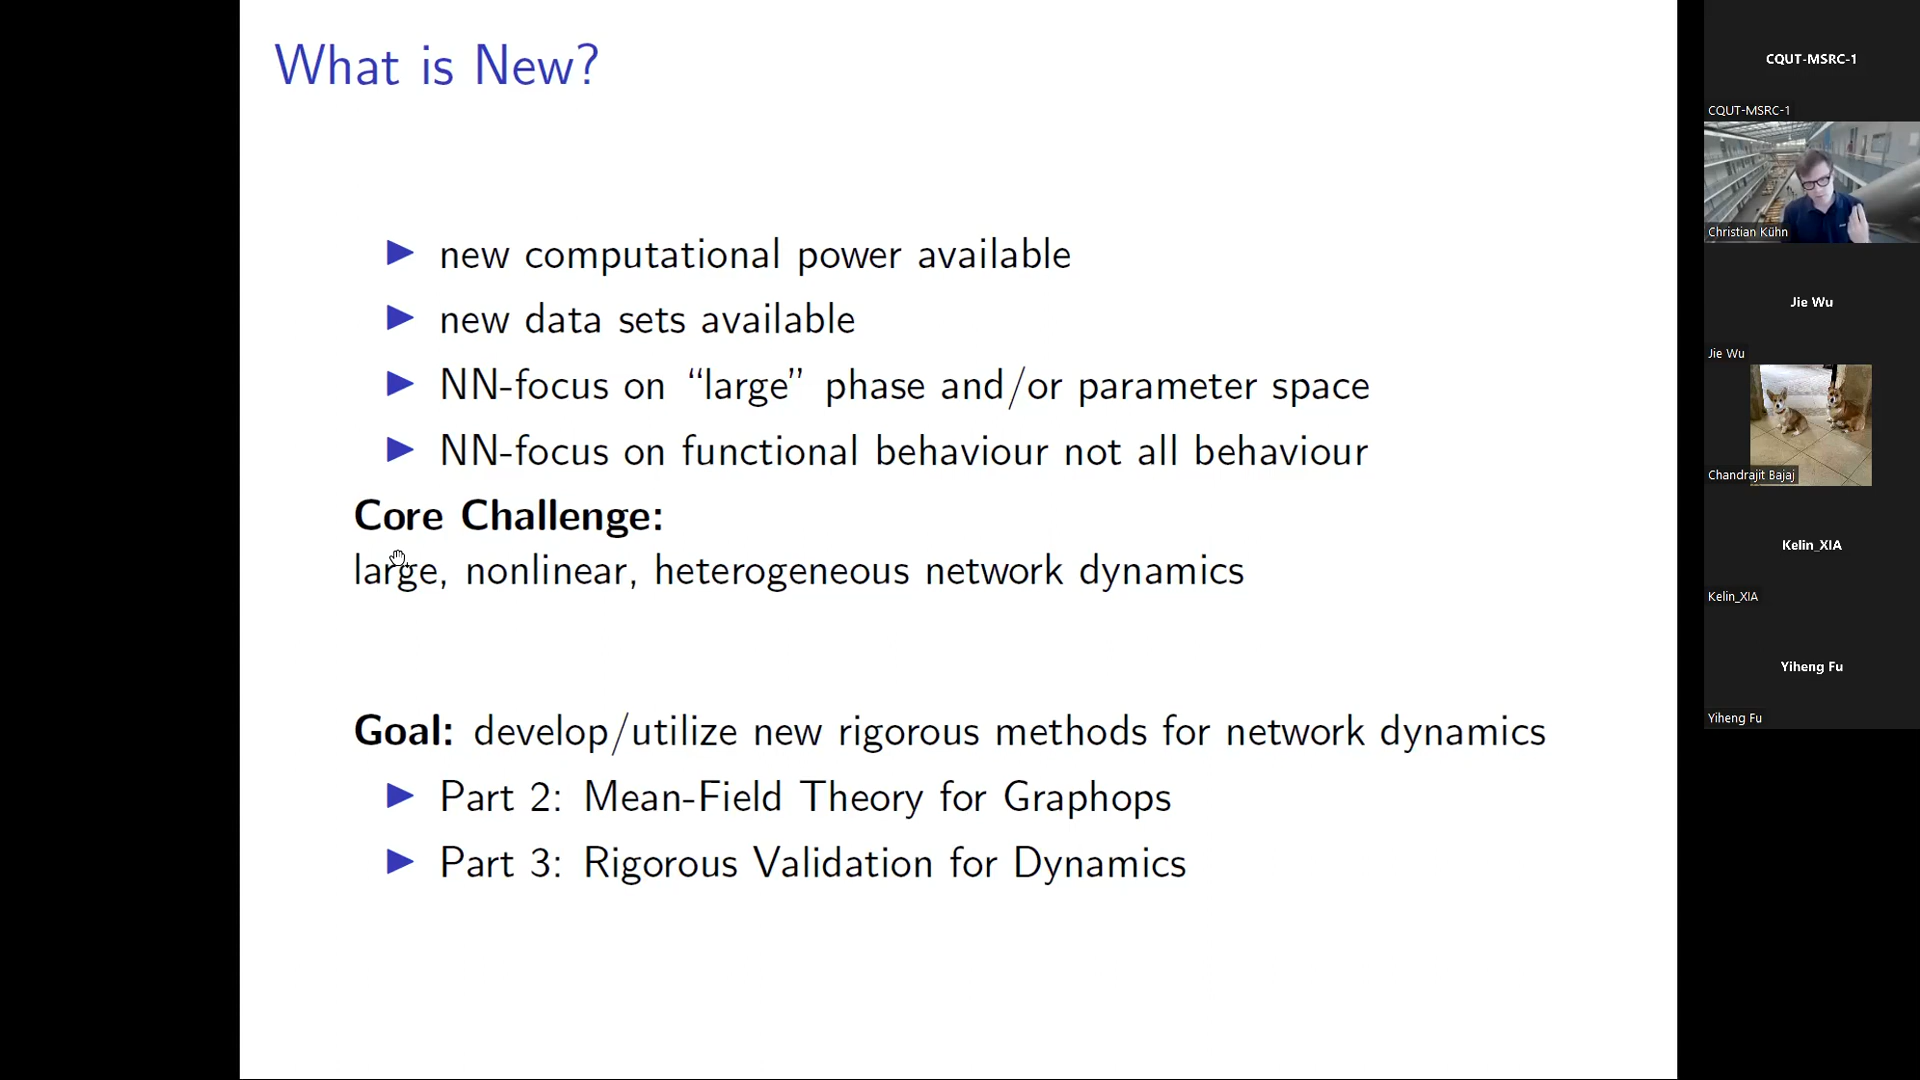 What is New?
▶ new computational power available
▶ new data sets available
▶ NN-focus on “large” phase and/or parameter space
▶ NN-focus on functional behaviour not all behaviour
Core Challenge:
large, nonlinear, heterogeneous network dynamics
Goal: develop/utilize new rigorous methods for network dynamics
▶ Part 2: Mean-Field Theory for Graphops
▶ Part 3: Rigorous Validation for Dynamics
CQUT-MSRC-1
CQUT-MSRC-1
Christian Kühn
Jie Wu
Jie Wu
Chandrajit Bajaj
Kelin_XIA
Kelin_XIA
Yiheng Fu
Yiheng Fu